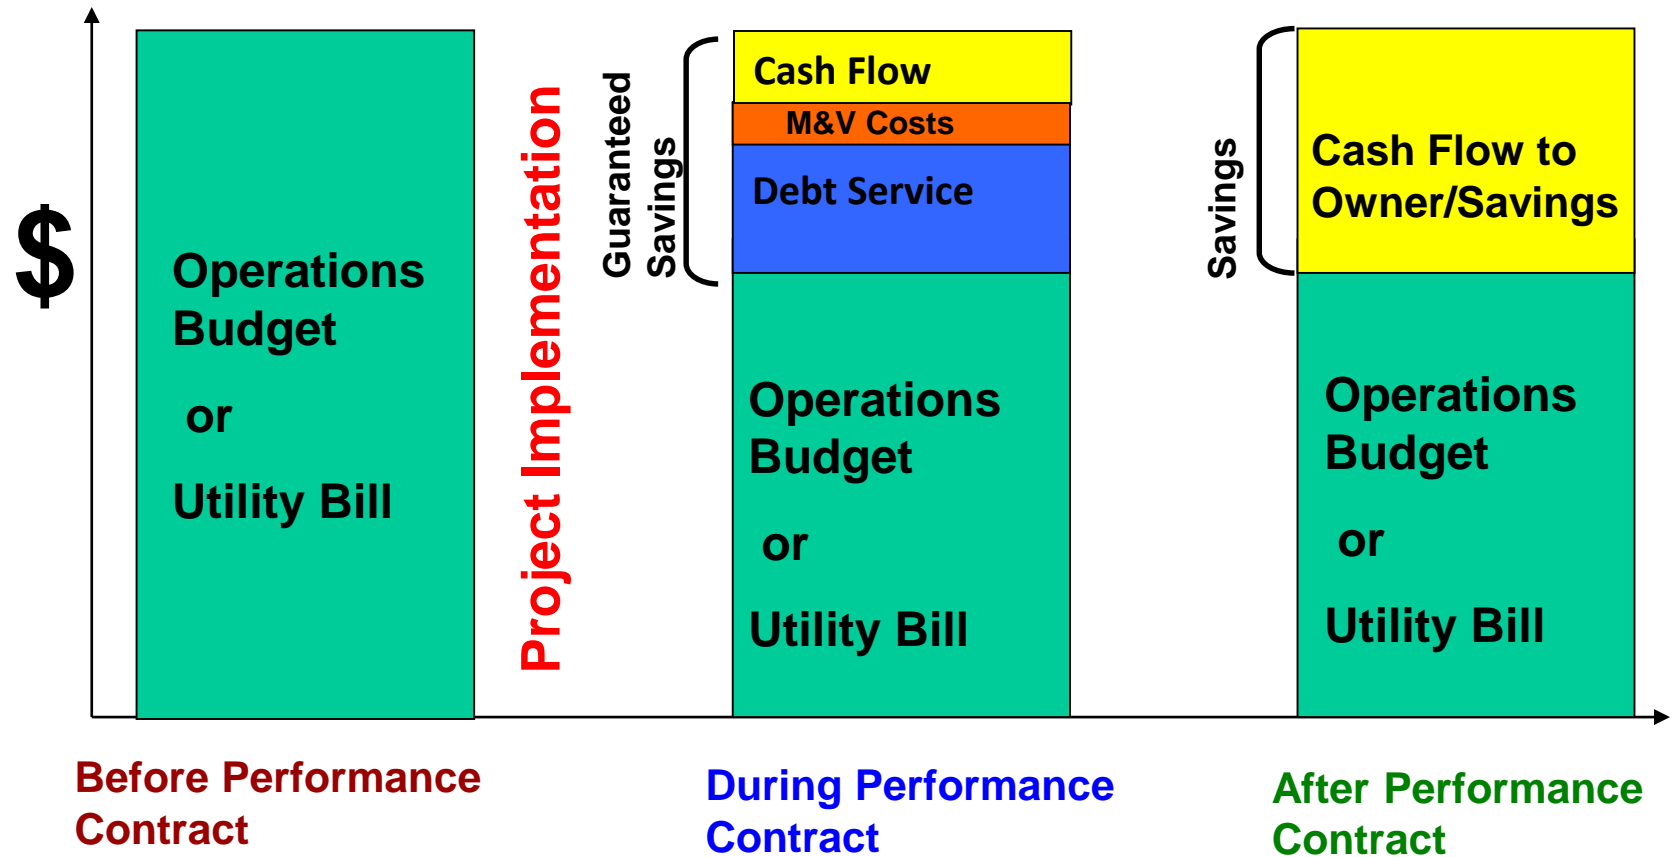 $
Operations
Budget
or
Utility Bill
Project Implementation
Guaranteed
Savings
Cash Flow
M&V Costs
Debt Service
Operations
Budget
or
Utility Bill
Savings
Cash Flow to
Owner/Savings
Operations
Budget
or
Utility Bill
Before Performance
Contract
During Performance
Contract
After Performance
Contract